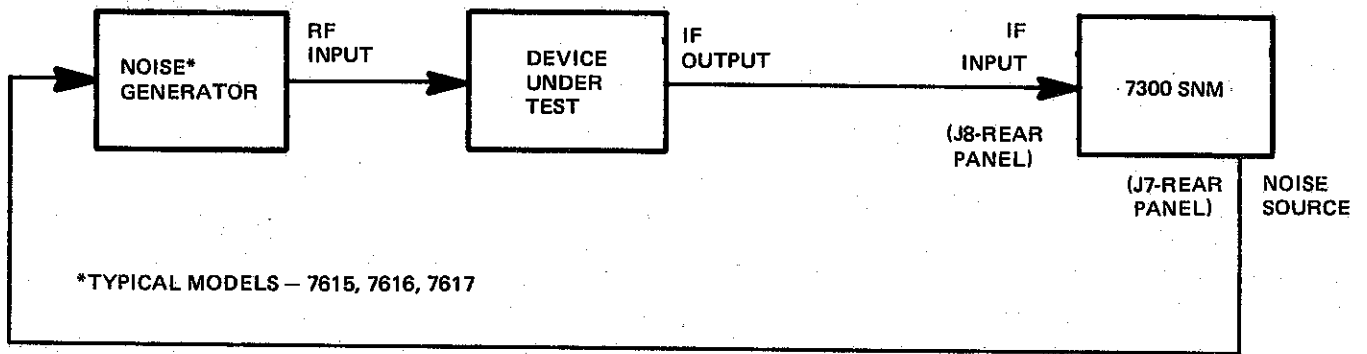 NOISE*
GENERATOR
RF
INPUT
DEVICE
UNDER
TEST
IF
OUTPUT
IF
INPUT
(J8-REAR
PANEL)
7300 SNM
(J7-REAR
PANEL)
NOISE
SOURCE
*TYPICAL MODELS — 7615, 7616, 7617